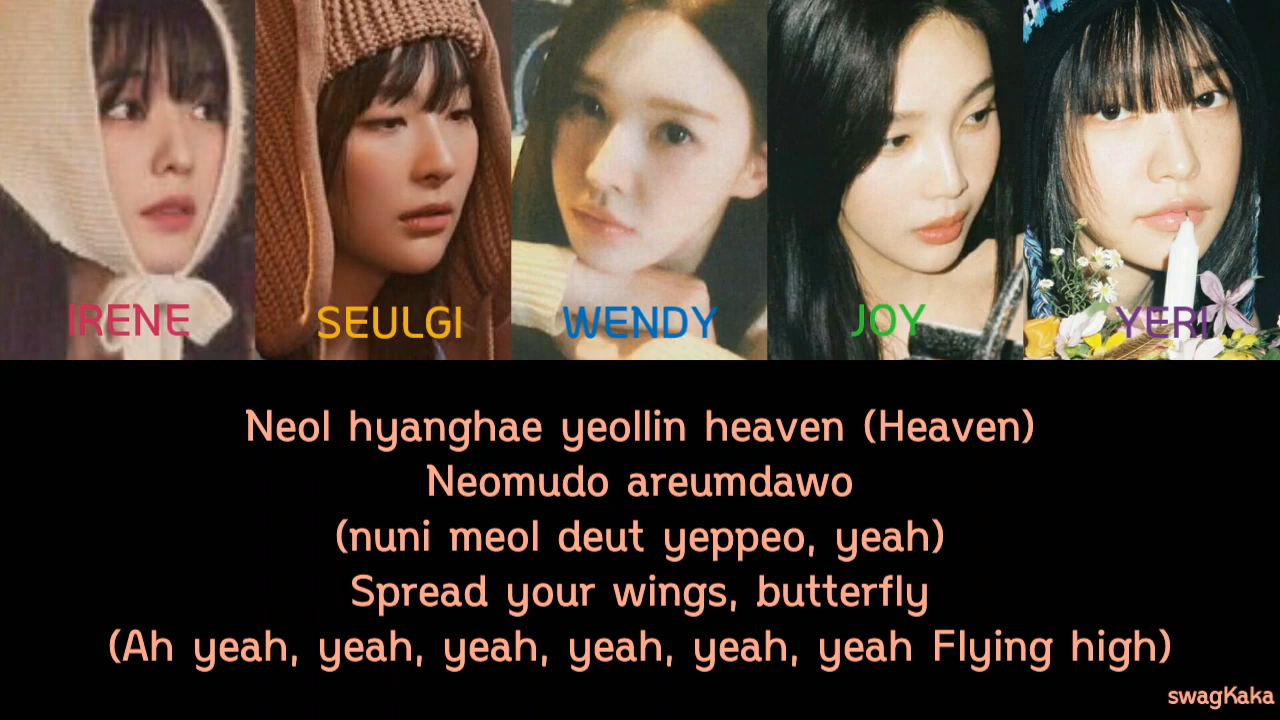 IRENE
SEULGI
WENDY
JOY
YERI
Neol hyanghae yeollin heaven (Heaven)
Neomudo areumdawo
(nuni meol deut yeppeo, yeah)
Spread your wings, butterfly
(Ah yeah, yeah, yeah, yeah, yeah, yeah Flying high)
swagKaka